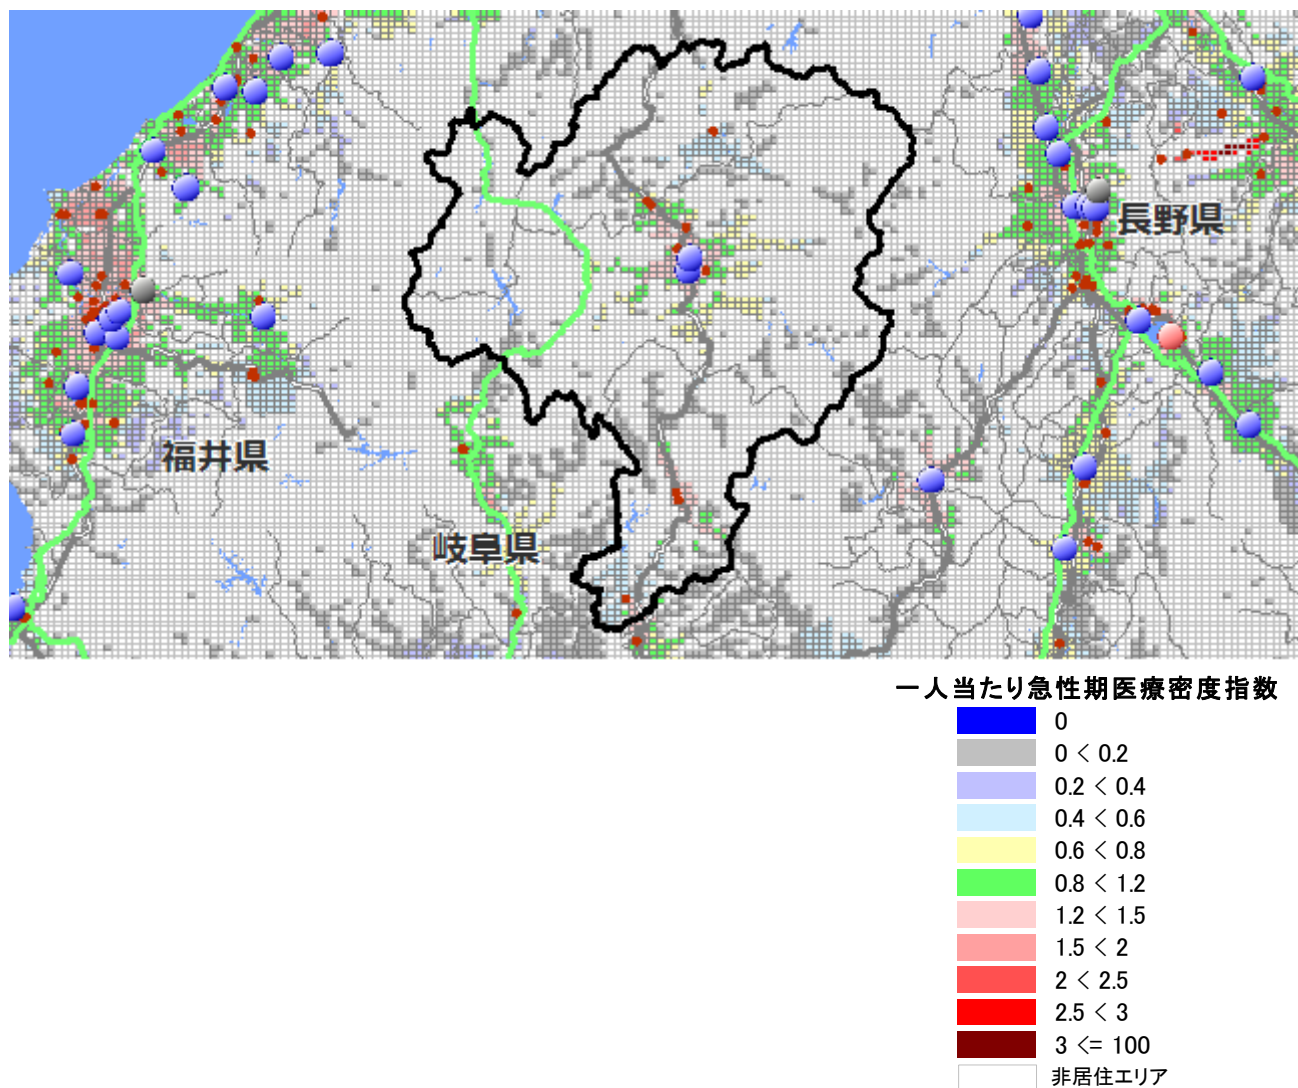 長野県
福井県
岐阜県
一人当たり急性期医療密度指数
0
0 < 0.2
0.2 < 0.4
0.4 < 0.6
0.6 < 0.8
0.8 < 1.2
1.2 < 1.5
1.5 < 2
2 < 2.5
2.5 < 3
3 <= 100
非居住エリア